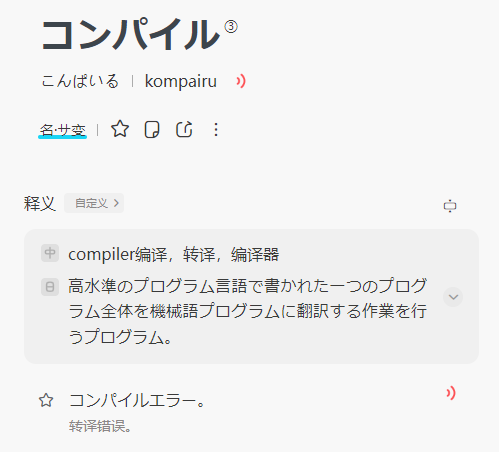 コンパイル③
こんぱいる | kompairu
名·サ变
释义 自定义 >
中 compiler编译，转译，编译器
日 高水準のプログラム言語で書かれた一つのプログ
ラム全体を機械語プログラムに翻訳する作業を行
うプログラム。
コンパイルエラー。
转译错误。